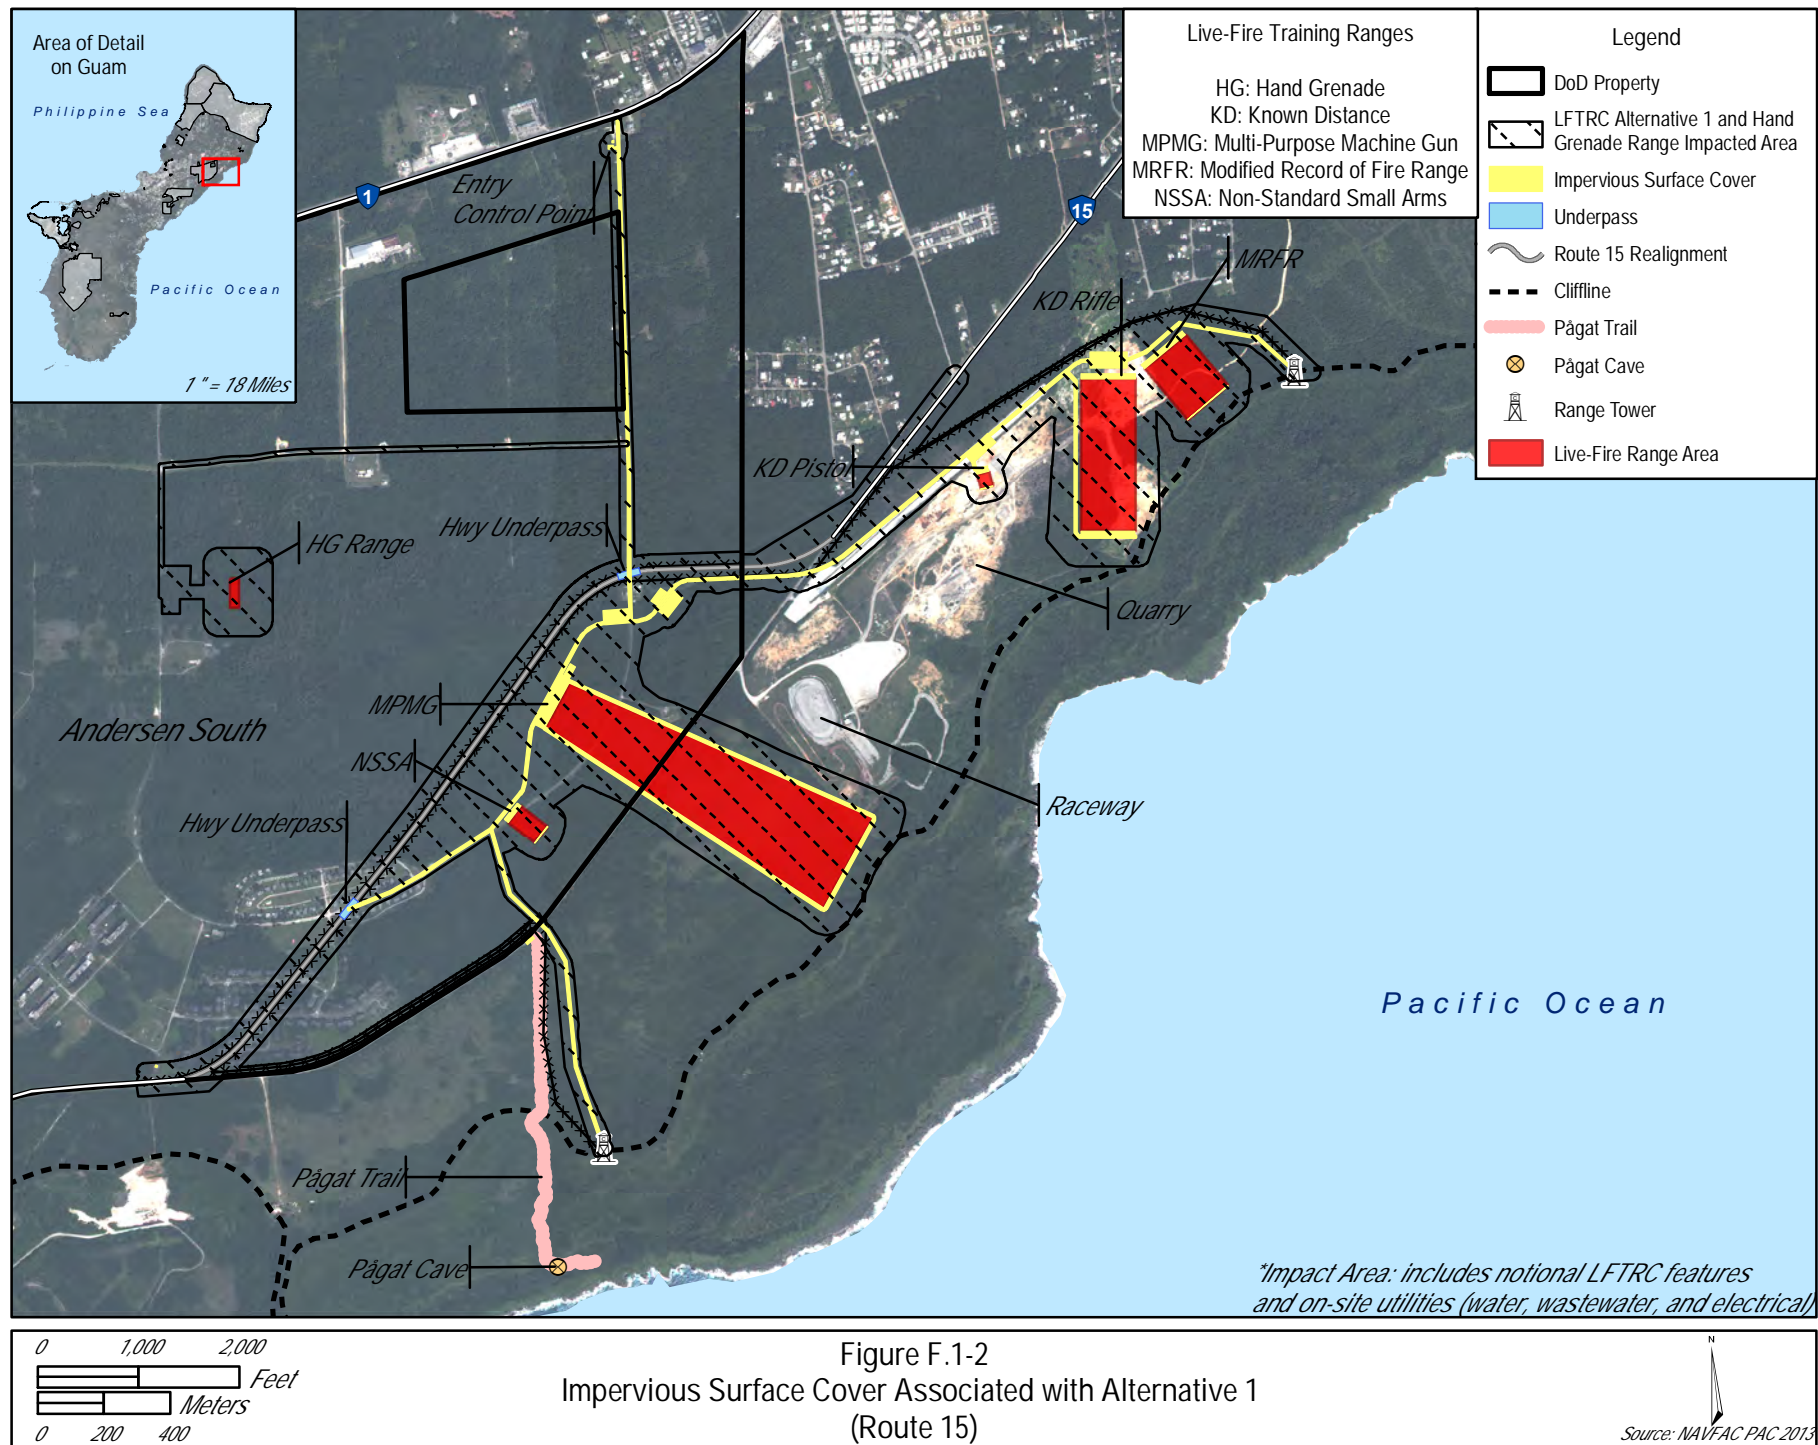 Area of Detail
on Guam
Philippine Sea
Pacific Ocean
1 " = 18 Miles
Live-Fire Training Ranges
HG: Hand Grenade
KD: Known Distance
MPMG: Multi-Purpose Machine Gun
MRFR: Modified Record of Fire Range
NSSA: Non-Standard Small Arms
Legend
DoD Property
LFTRC Alternative 1 and Hand
Grenade Range Impacted Area
Impervious Surface Cover
Underpass
Route 15 Realignment
Cliffline
Pågat Trail
Pågat Cave
Range Tower
Live-Fire Range Area
1
Entry
Control Point
15
MRFR
KD Rifle
KD Pistol
Hwy Underpass
HG Range
Quarry
MPMG
Andersen South
NSSA
Raceway
Hwy Underpass
Pacific Ocean
Pågat Trail
Pågat Cave
*Impact Area: includes notional LFTRC features
and on-site utilities (water, wastewater, and electrical)
0 1,000 2,000
Feet
Meters
0 200 400
Figure F.1-2
Impervious Surface Cover Associated with Alternative 1
(Route 15)
N
Source: NAVFAC PAC 2013